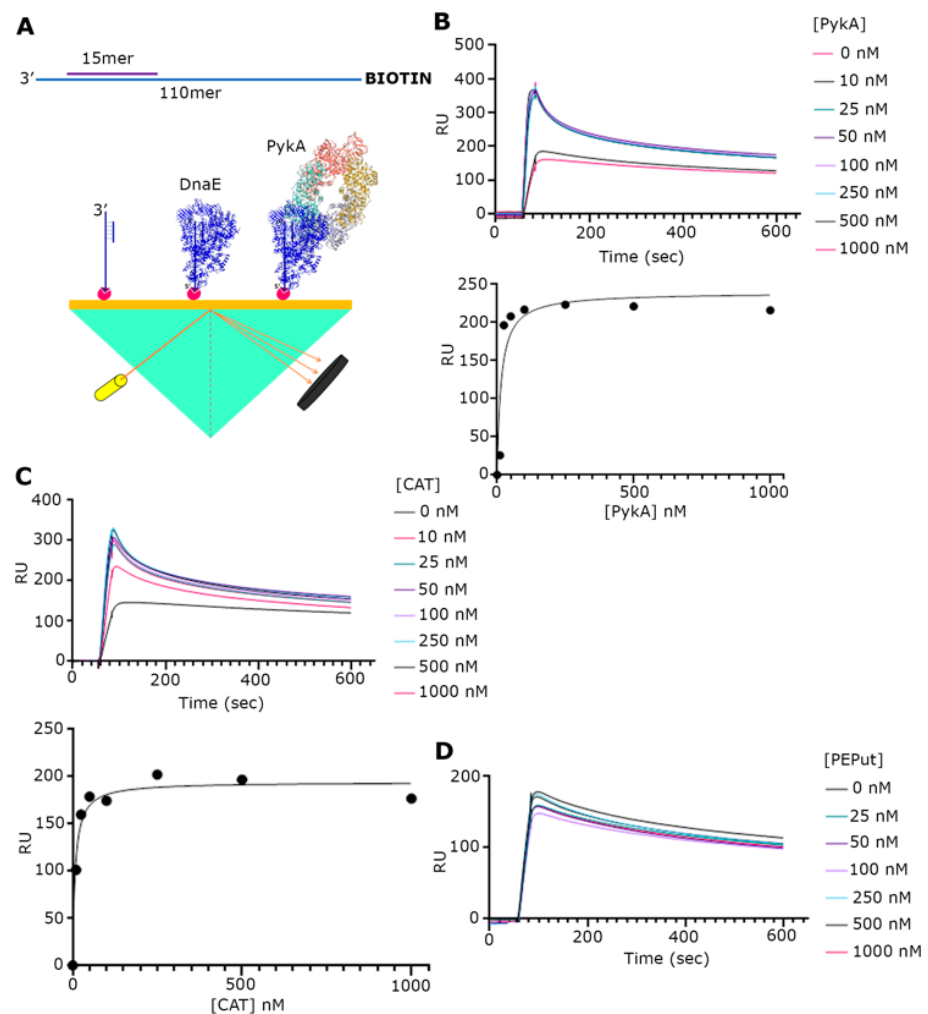 A
15mer
3′
BIOTIN
110mer
PykA
DnaE
3′
5′
5′
B
[PykA]
0 nM
10 nM
25 nM
50 nM
100 nM
250 nM
500 nM
1000 nM
500
400
300
200
100
0
RU
0
200
400
600
Time (sec)
250
200
150
100
50
0
RU
0
500
1000
[PykA] nM
C
[CAT]
0 nM
10 nM
25 nM
50 nM
100 nM
250 nM
500 nM
1000 nM
400
300
200
100
0
RU
0
200
400
600
Time (sec)
250
200
150
100
50
0
RU
0
500
1000
[CAT] nM
D
[PEPut]
0 nM
25 nM
50 nM
100 nM
250 nM
500 nM
1000 nM
200
100
0
RU
0
200
400
600
Time (sec)